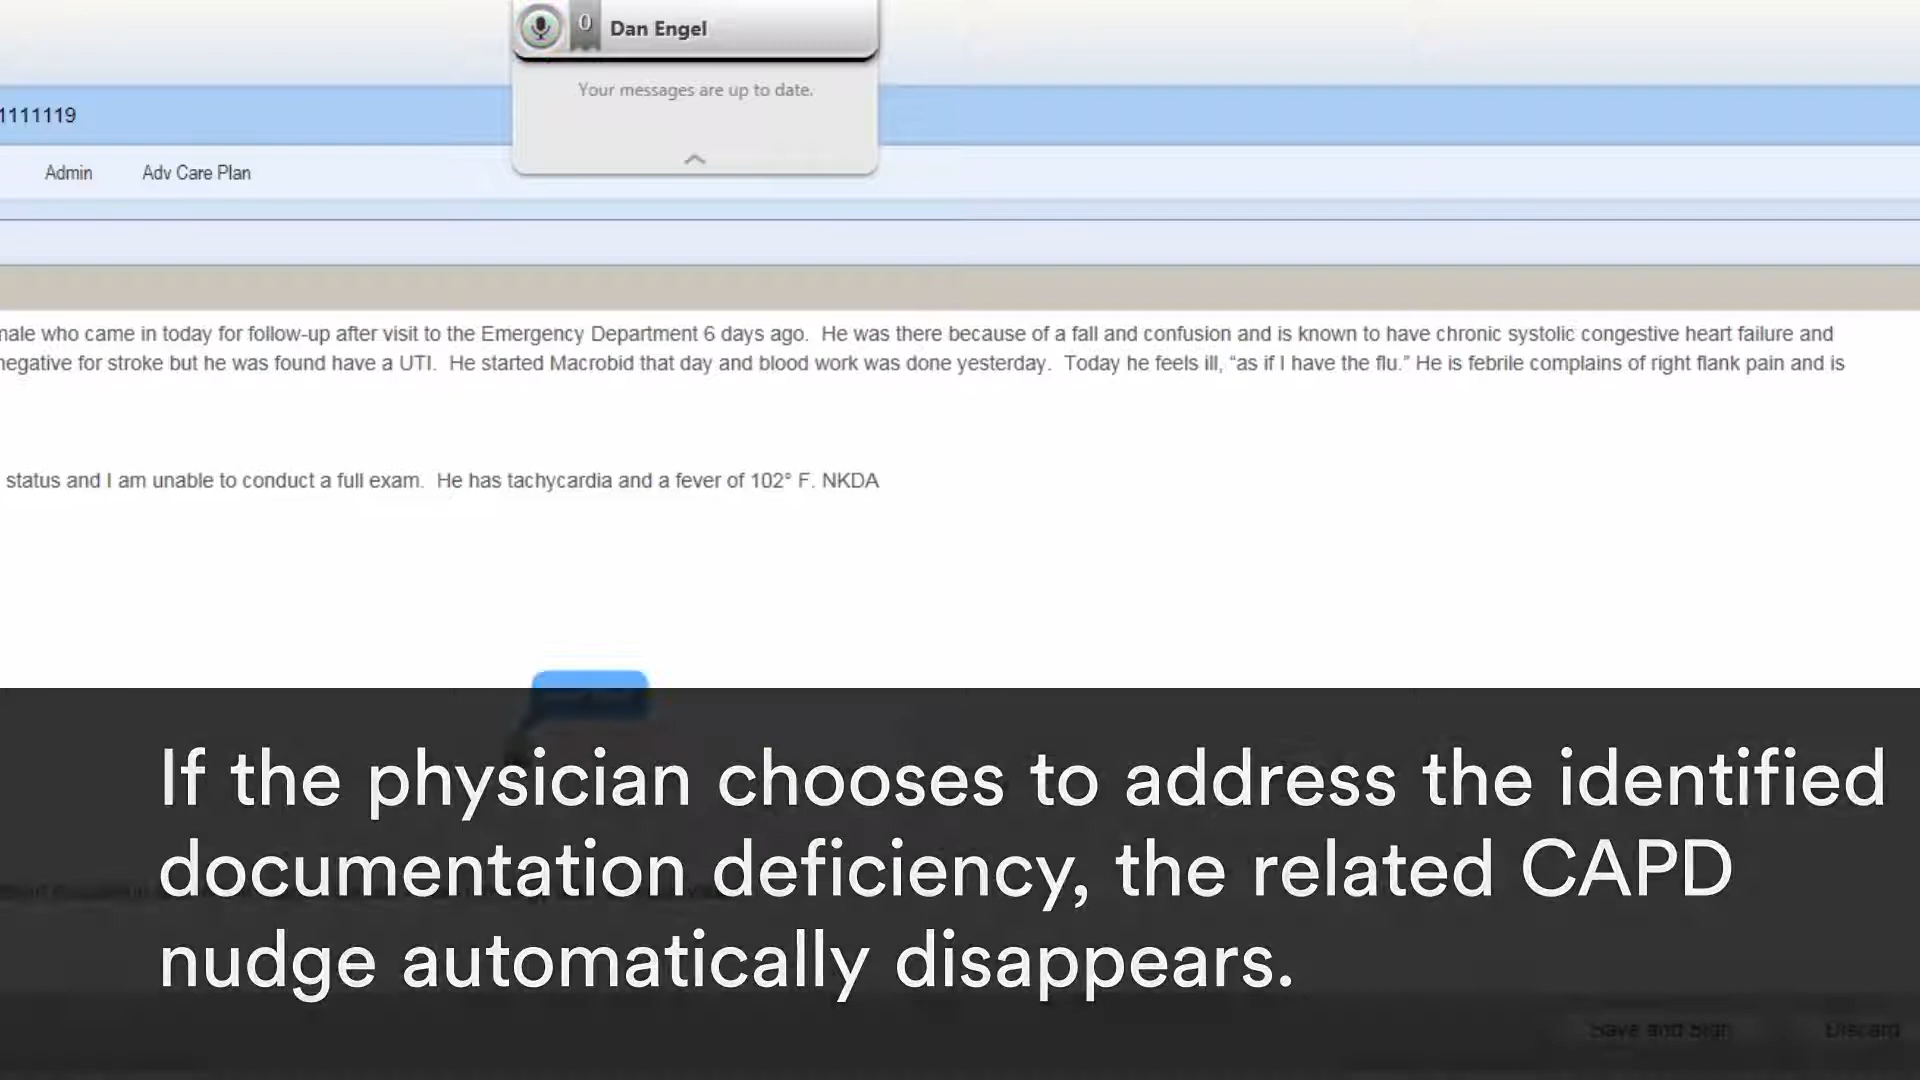 0 Dan Engel
Your messages are up to date.
1111119
Admin Adv Care Plan
male who came in today for follow-up after visit to the Emergency Department 6 days ago. He was there because of a fall and confusion and is known to have chronic systolic congestive heart failure and
negative for stroke but he was found have a UTI. He started Macrobid that day and blood work was done yesterday. Today he feels ill, “as if I have the flu.” He is febrile complains of right flank pain and is
status and I am unable to conduct a full exam. He has tachycardia and a fever of 102° F. NKDA
If the physician chooses to address the identified
documentation deficiency, the related CAPD
nudge automatically disappears.
Save and Sign Discard